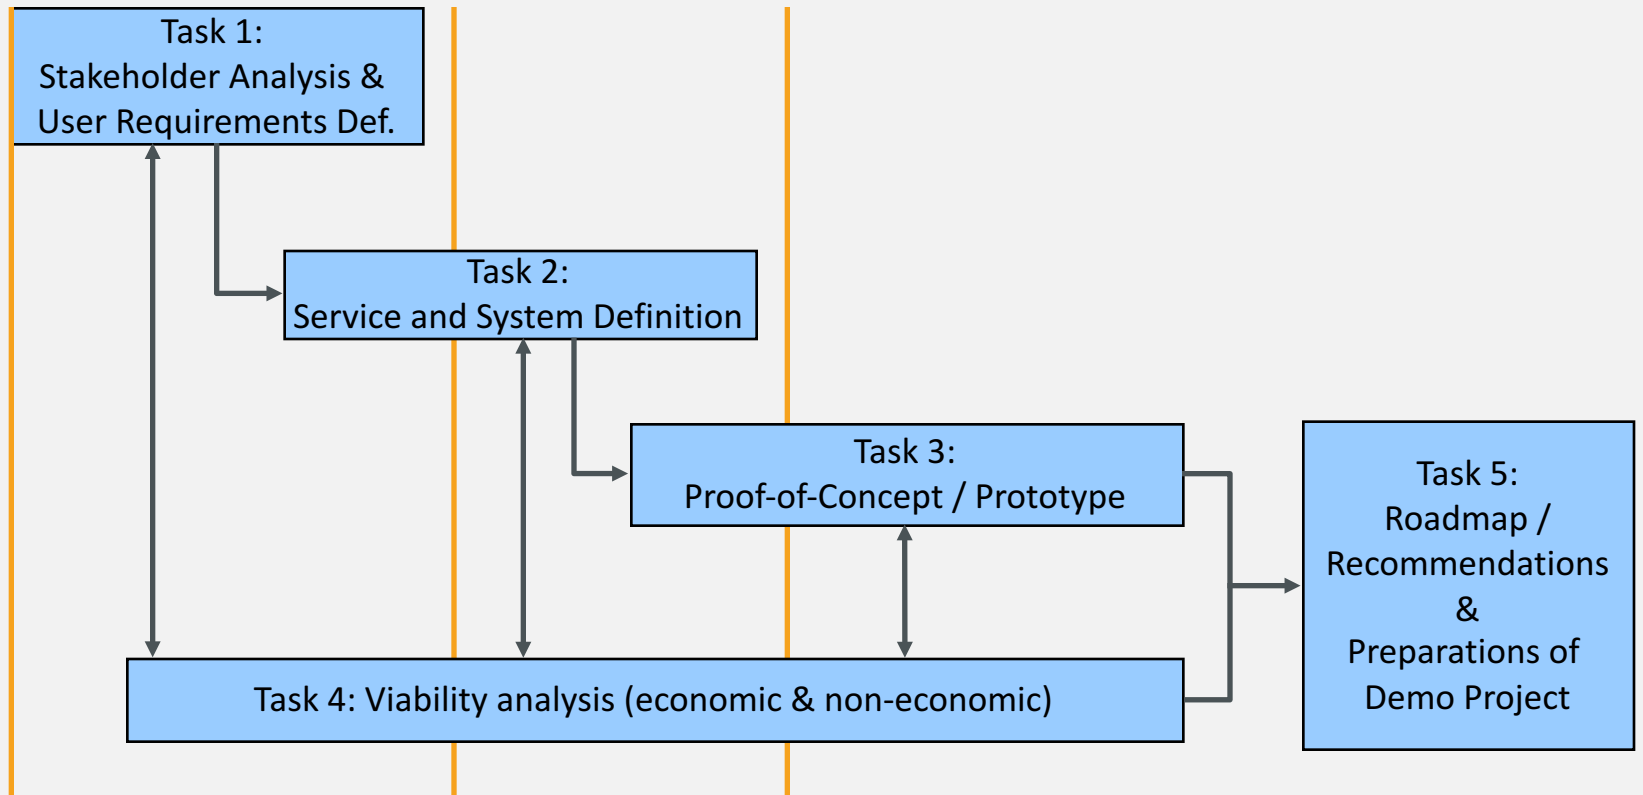 Task 1:
Stakeholder Analysis &
User Requirements Def.
Task 2:
Service and System Definition
Task 3:
Proof-of-Concept / Prototype
Task 4: Viability analysis (economic & non-economic)
Task 5:
Roadmap /
Recommendations
&
Preparations of
Demo Project